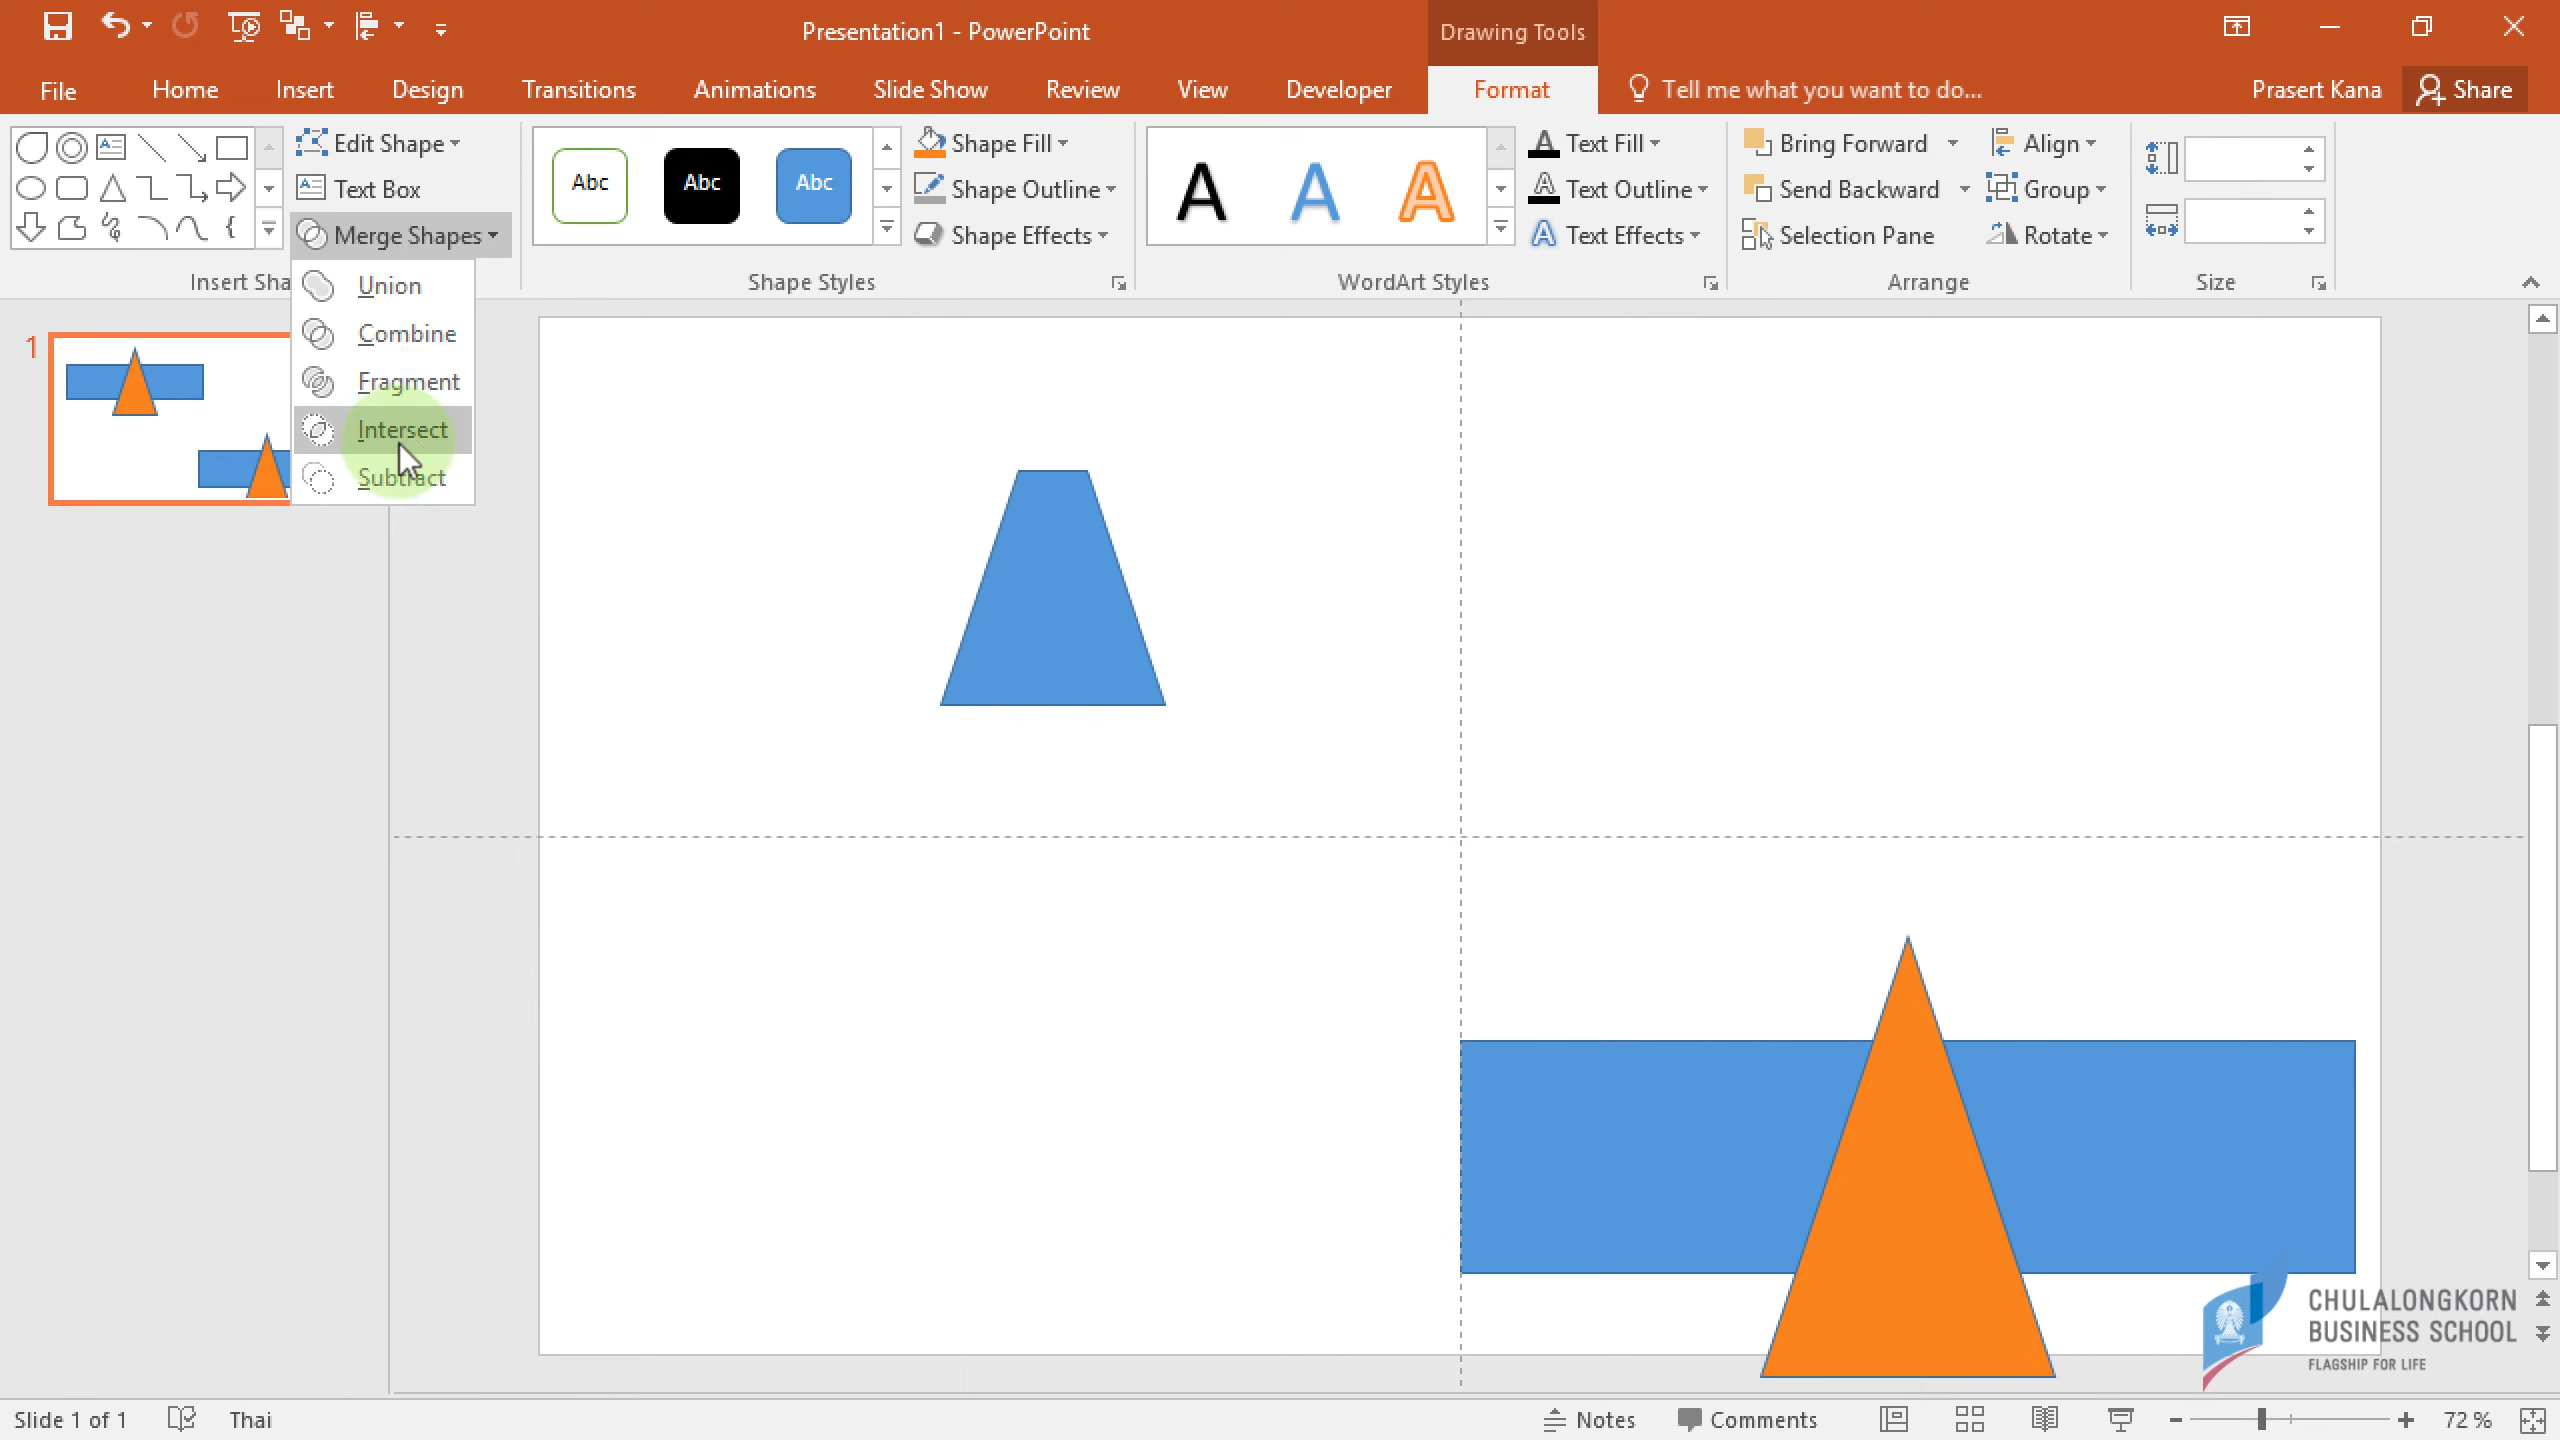 Presentation1 - PowerPoint
Drawing Tools
File Home Insert Design Transitions Animations Slide Show Review View Developer Format Tell me what you want to do... Prasert Kana Share
Edit Shape
Text Box
Merge Shapes
Insert Sha
Union
Combine
Fragment
Intersect
Subtract
Abc Abc Abc
Shape Fill
Shape Outline
Shape Effects
Shape Styles
A A A
Text Fill
Text Outline
Text Effects
WordArt Styles
Bring Forward
Send Backward
Selection Pane
Align
Group
Rotate
Arrange
Size
1
CHULALONGKORN
BUSINESS SCHOOL
FLAGSHIP FOR LIFE
Slide 1 of 1 Thai Notes Comments 72 %